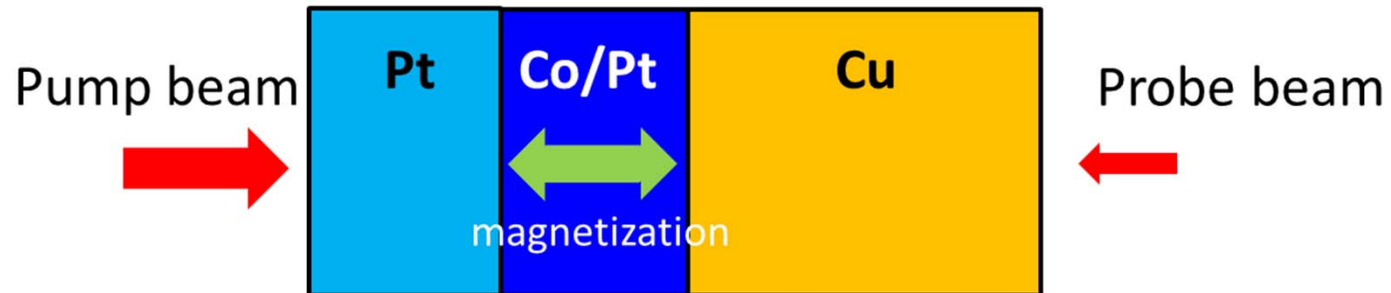 Pump beam
Pt
Co/Pt
Cu
Probe beam
magnetization